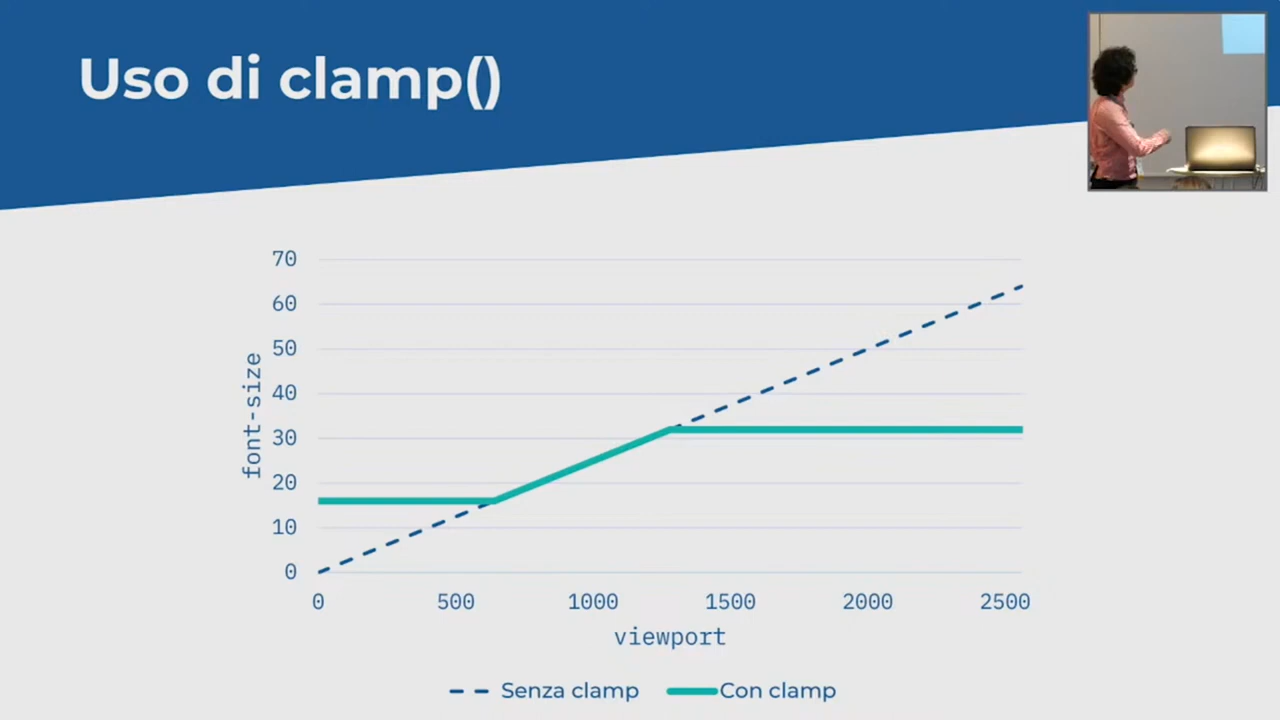 Uso di clamp()
70
60
50
40
30
20
10
0
font-size
0 500 1000 1500 2000 2500
viewport
Senza clamp Con clamp